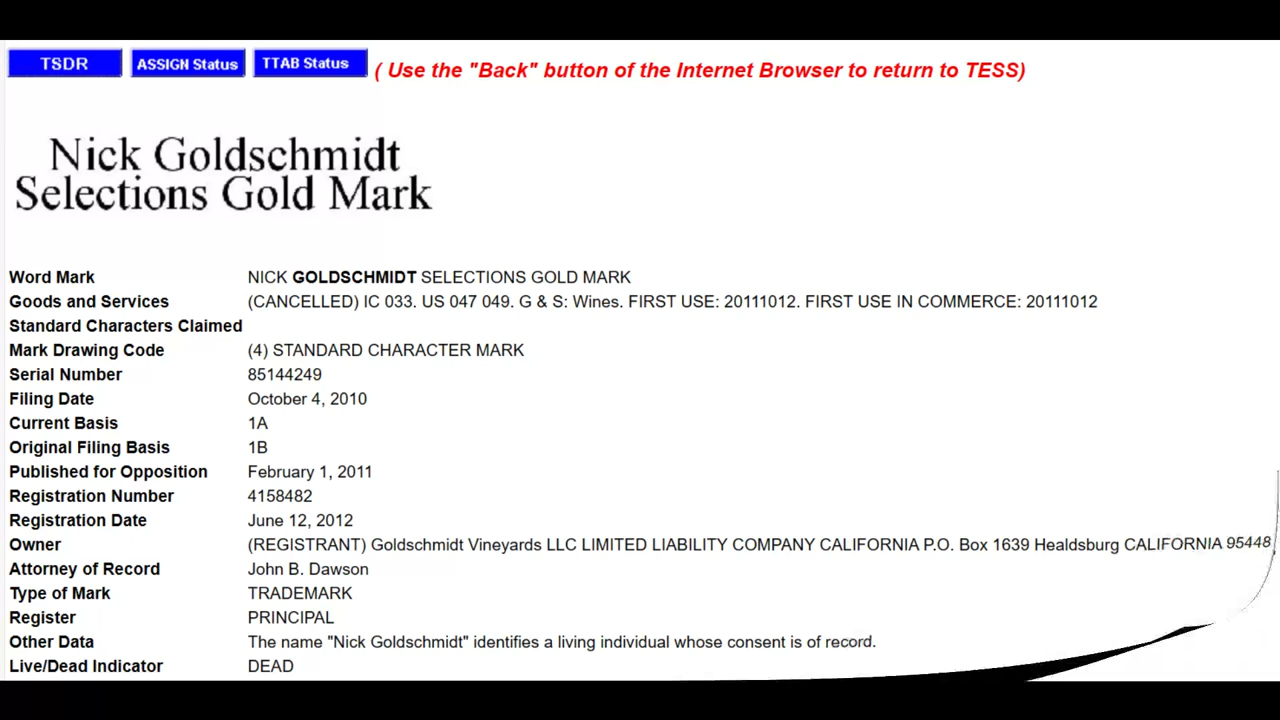 TSDR ASSIGN Status TTAB Status ( Use the "Back" button of the Internet Browser to return to TESS)
Nick Goldschmidt
Selections Gold Mark
Word Mark NICK GOLDSCHMIDT SELECTIONS GOLD MARK
Goods and Services (CANCELLED) IC 033. US 047 049. G & S: Wines. FIRST USE: 20111012. FIRST USE IN COMMERCE: 20111012
Standard Characters Claimed
Mark Drawing Code (4) STANDARD CHARACTER MARK
Serial Number 85144249
Filing Date October 4, 2010
Current Basis 1A
Original Filing Basis 1B
Published for Opposition February 1, 2011
Registration Number 4158482
Registration Date June 12, 2012
Owner (REGISTRANT) Goldschmidt Vineyards LLC LIMITED LIABILITY COMPANY CALIFORNIA P.O. Box 1639 Healdsburg CALIFORNIA 95448
Attorney of Record John B. Dawson
Type of Mark TRADEMARK
Register PRINCIPAL
Other Data The name "Nick Goldschmidt" identifies a living individual whose consent is of record.
Live/Dead Indicator DEAD